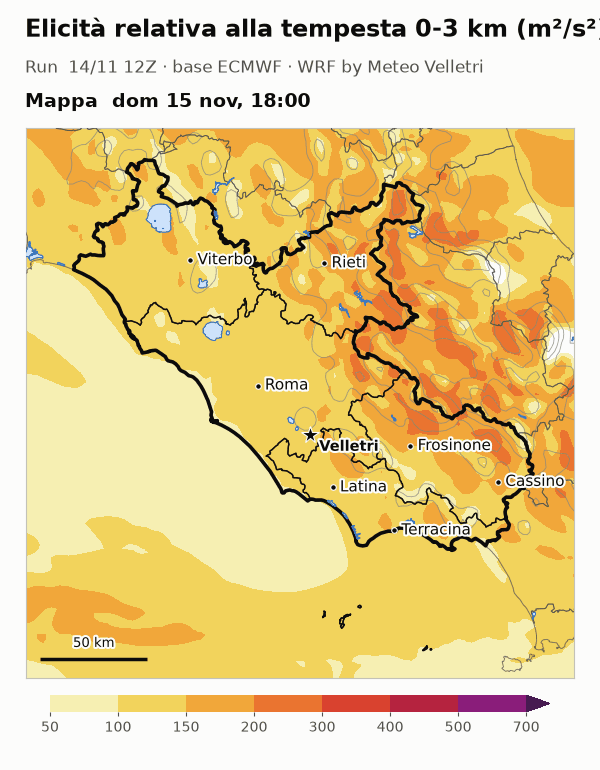 Elicità relativa alla tempesta 0-3 km (m²/s²)
Run 14/11 12Z · base ECMWF · WRF by Meteo Velletri
Mappa dom 15 nov, 18:00
Viterbo
Rieti
Roma
Velletri
Frosinone
Latina
Cassino
Terracina
50 km
50 100 150 200 300 400 500 700